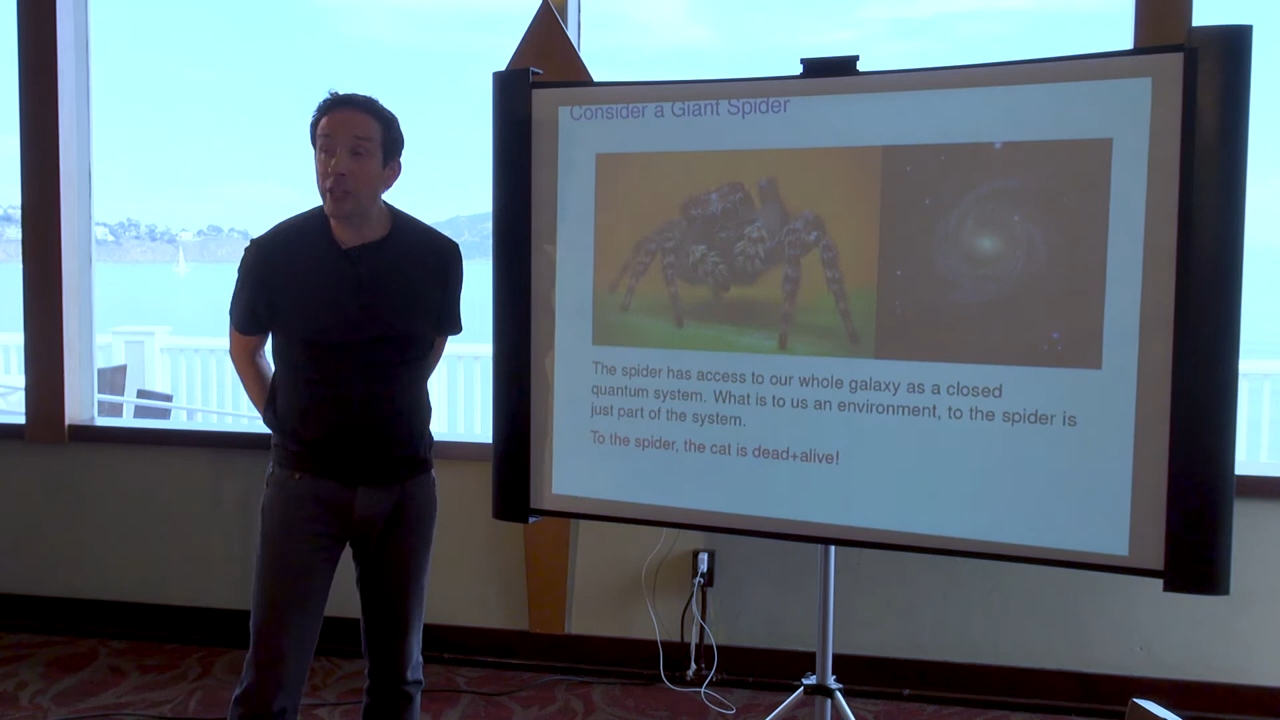 Consider a Giant Spider
The spider has access to our whole galaxy as a closed
quantum system. What is to us an environment, to the spider is
just part of the system.
To the spider, the cat is dead+alive!